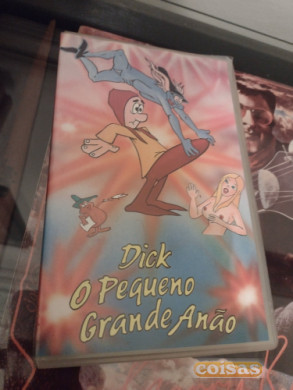 Dick
O Pequeno
Grande Anão
coisas